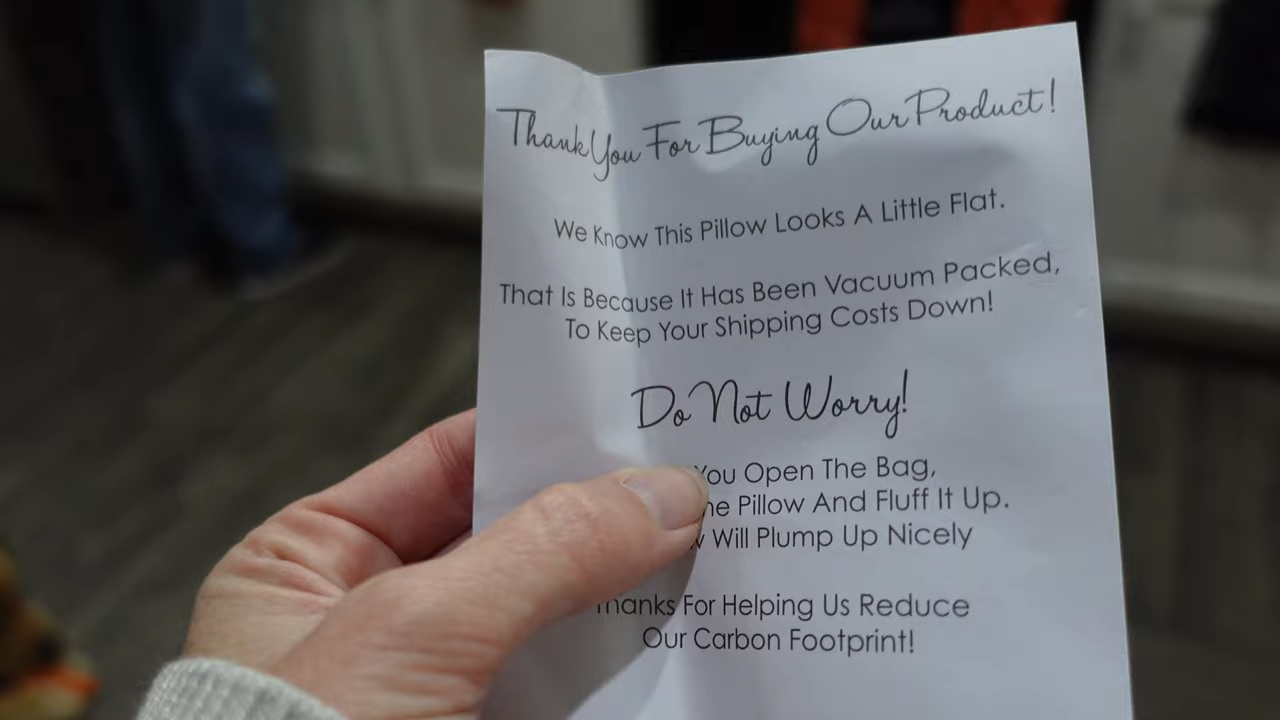 Thank You For Buying Our Product!
We Know This Pillow Looks A Little Flat.
That Is Because It Has Been Vacuum Packed,
To Keep Your Shipping Costs Down!
Do Not Worry!
You Open The Bag,
Pillow And Fluff It Up.
Will Plump Up Nicely
Thanks For Helping Us Reduce
Our Carbon Footprint!